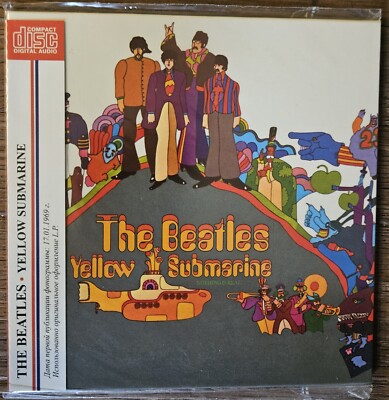 COMPACT
disc
DIGITAL AUDIO
THE BEATLES • YELLOW SUBMARINE
Дата первой публикации фонограммы: 17.01.1969 г.
Использовано оригинальное оформление L.P.
The Beatles
Yellow Submarine